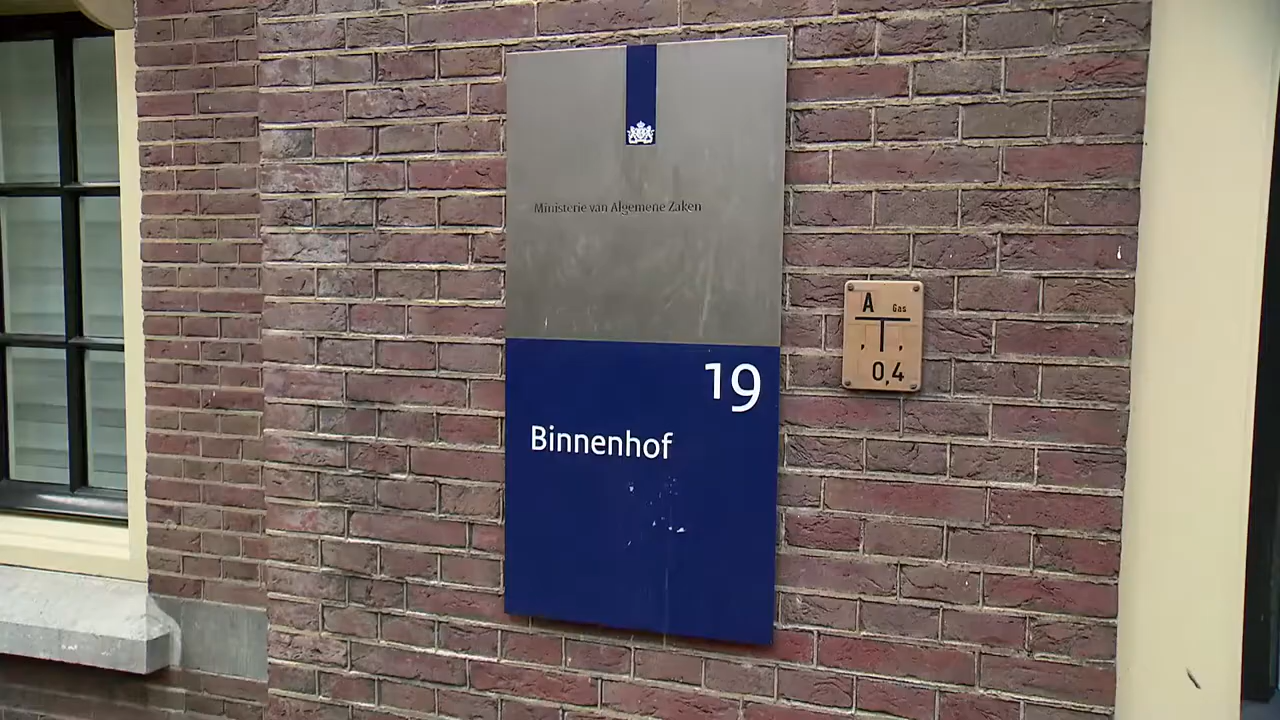 Ministerie van Algemene Zaken
19
Binnenhof
A Gas
, ,
0,4